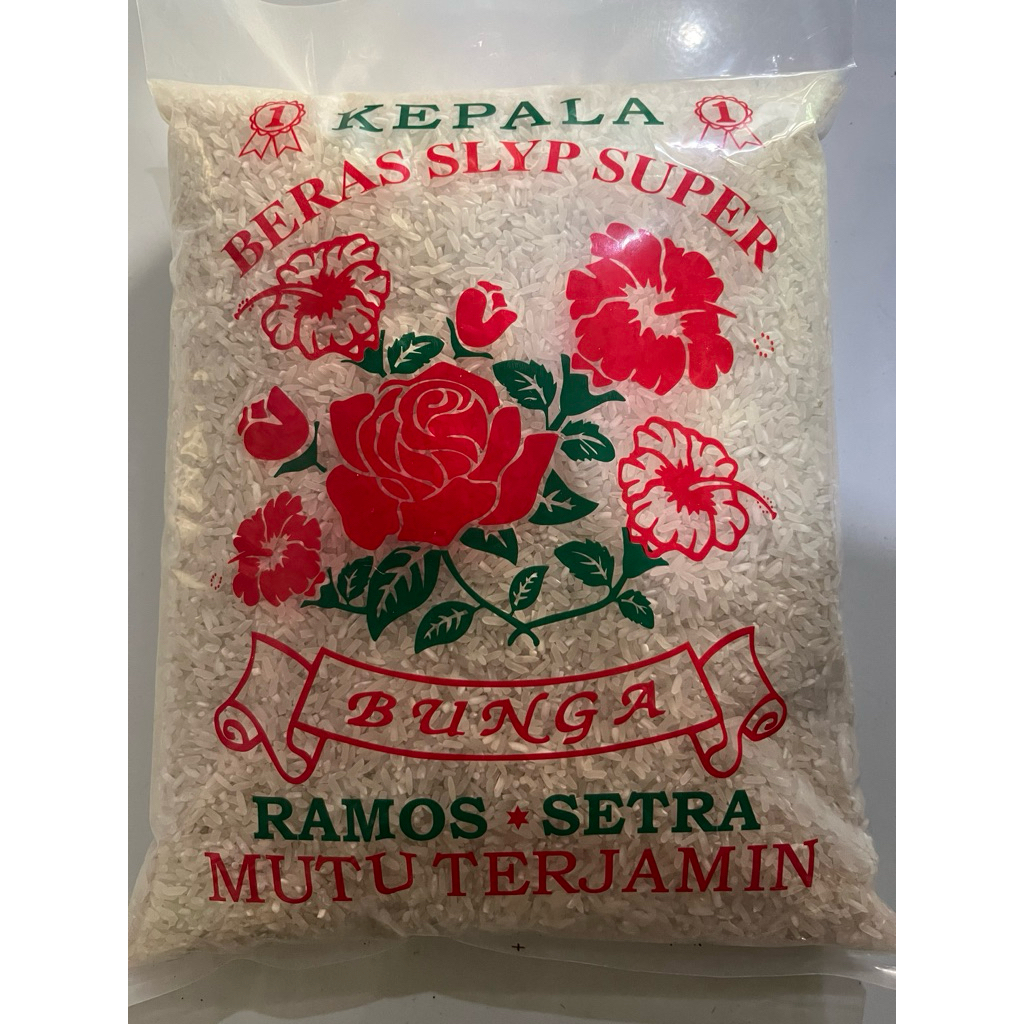 1 KEPALA 1
BERAS SLYP SUPER
BUNGA
RAMOS ✶ SETRA
MUTU TERJAMIN